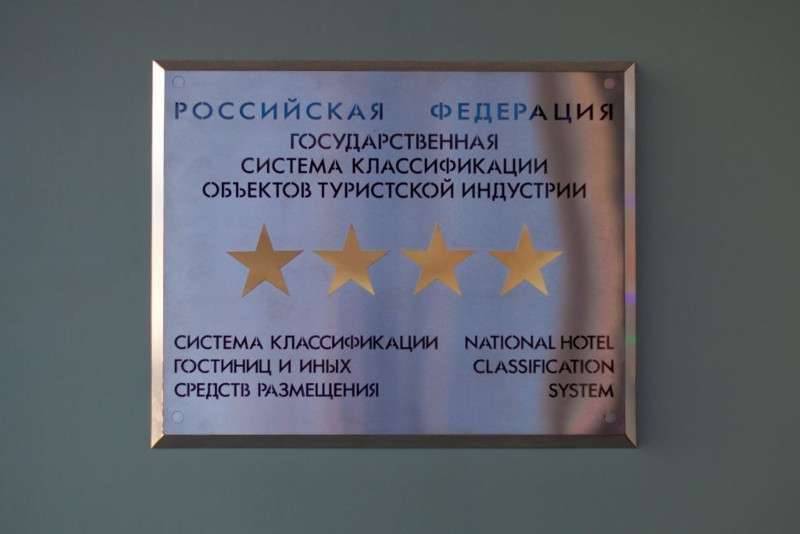 РОССИЙСКАЯ ФЕДЕРАЦИЯ
ГОСУДАРСТВЕННАЯ
СИСТЕМА КЛАССИФИКАЦИИ
ОБЪЕКТОВ ТУРИСТСКОЙ ИНДУСТРИИ
СИСТЕМА КЛАССИФИКАЦИИ
ГОСТИНИЦ И ИНЫХ
СРЕДСТВ РАЗМЕЩЕНИЯ
NATIONAL HOTEL
CLASSIFICATION
SYSTEM